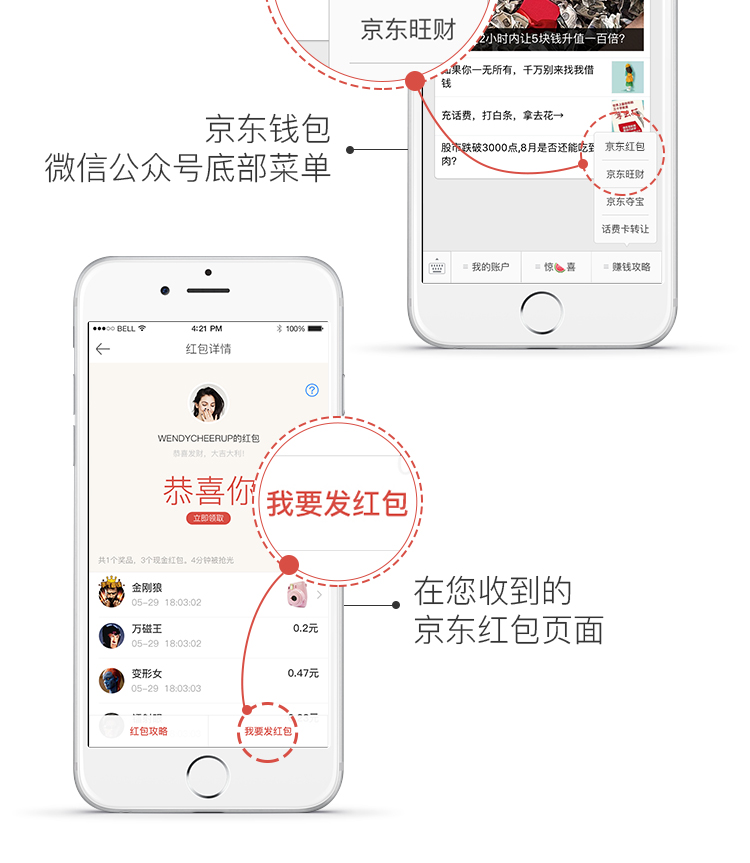 京东旺财
2小时内让5块钱升值一百倍?
如果你一无所有，千万别来找我借
钱
充话费，打白条，拿去花→
股市跌破3000点,8月是否还能吃到
肉?
京东红包
京东旺财
京东夺宝
话费卡转让
我的账户
惊🍉喜
赚钱攻略
京东钱包
微信公众号底部菜单
BELL
4:21 PM
100%
红包详情
?
WENDYCHEERUP的红包
恭喜发财，大吉大利!
恭喜你
立即领取
我要发红包
共1个奖品，3个现金红包，4分钟被抢光
金刚狼
05-29 18:03:02
万磁王
0.2元
05-29 18:03:02
变形女
0.47元
05-29 18:03:03
红包攻略
我要发红包
在您收到的
京东红包页面